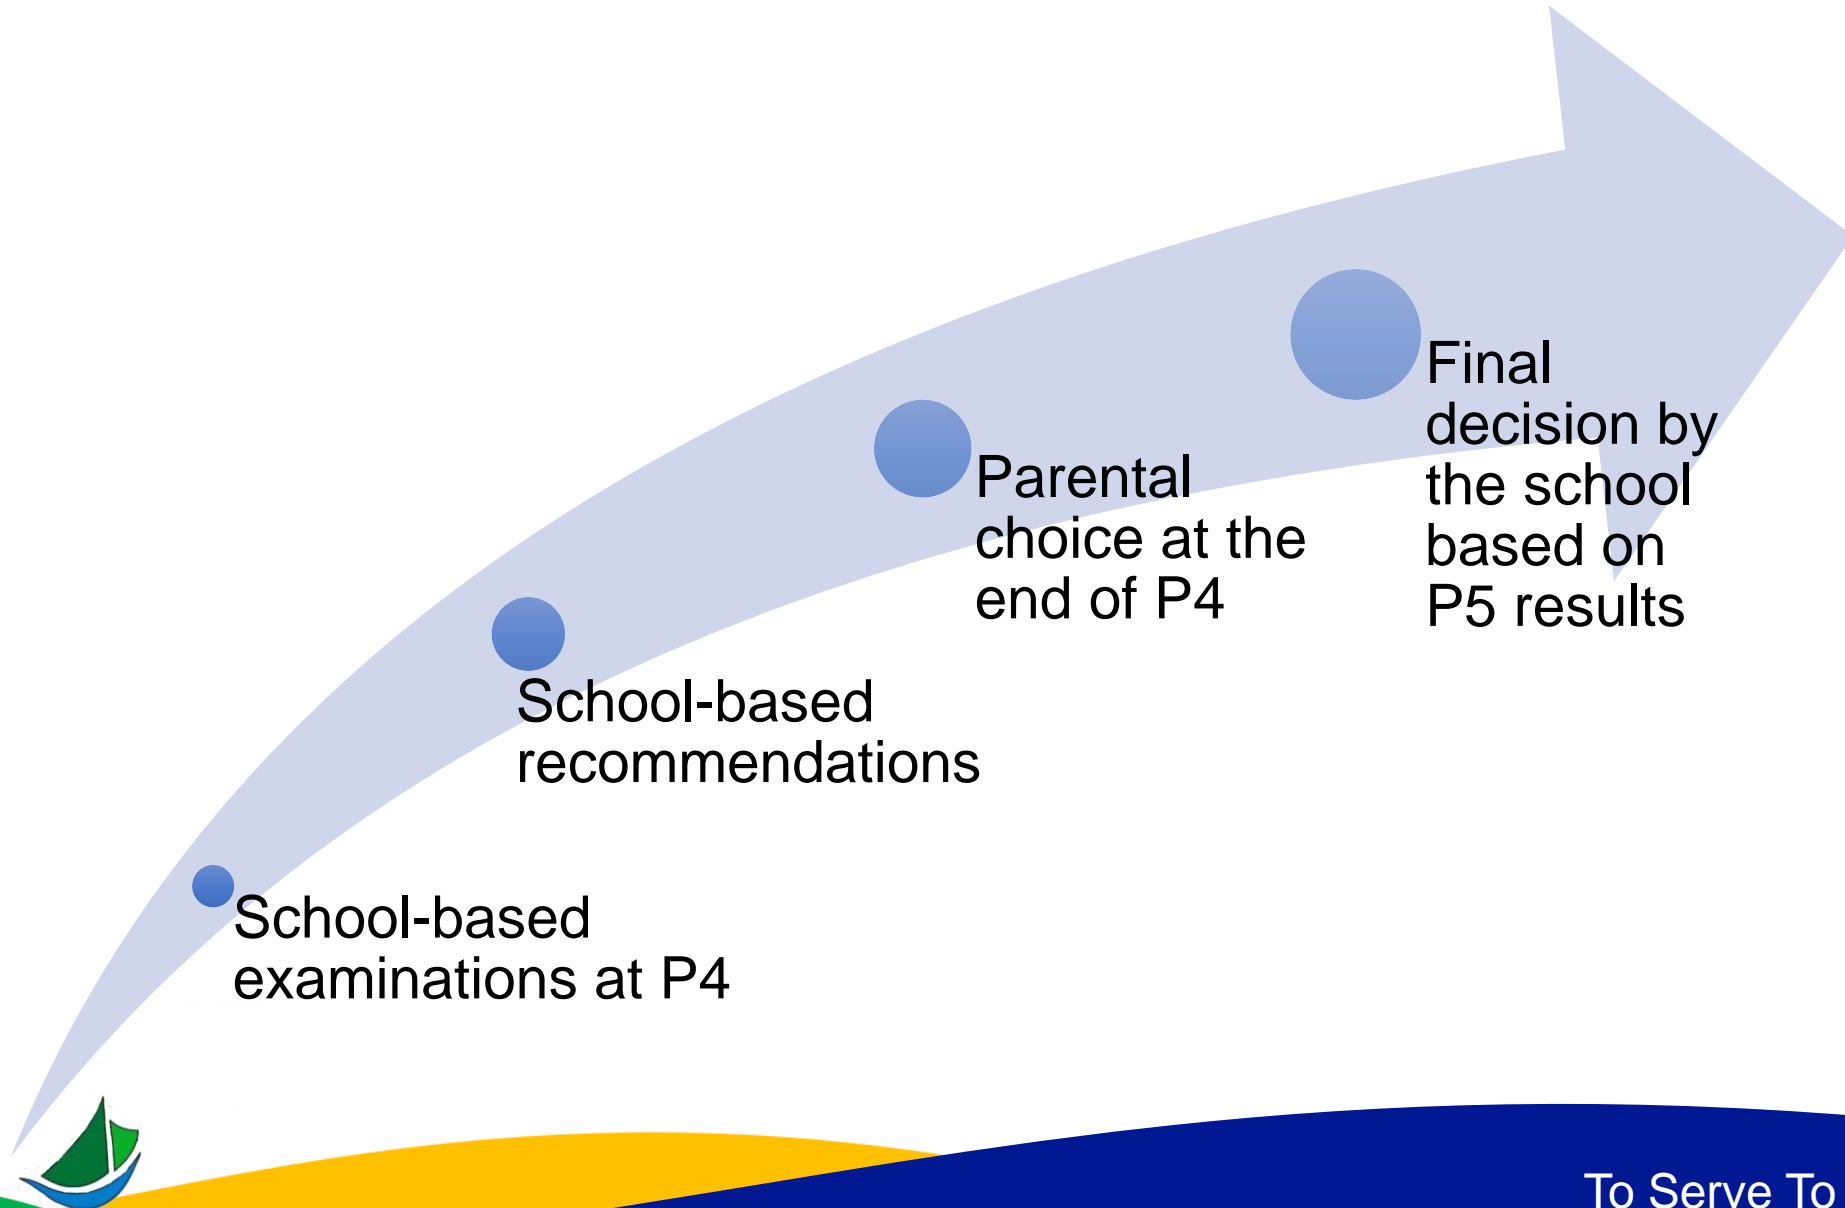 School-based
examinations at P4
School-based
recommendations
Parental
choice at the
end of P4
Final
decision by
the school
based on
P5 results
To Serve To